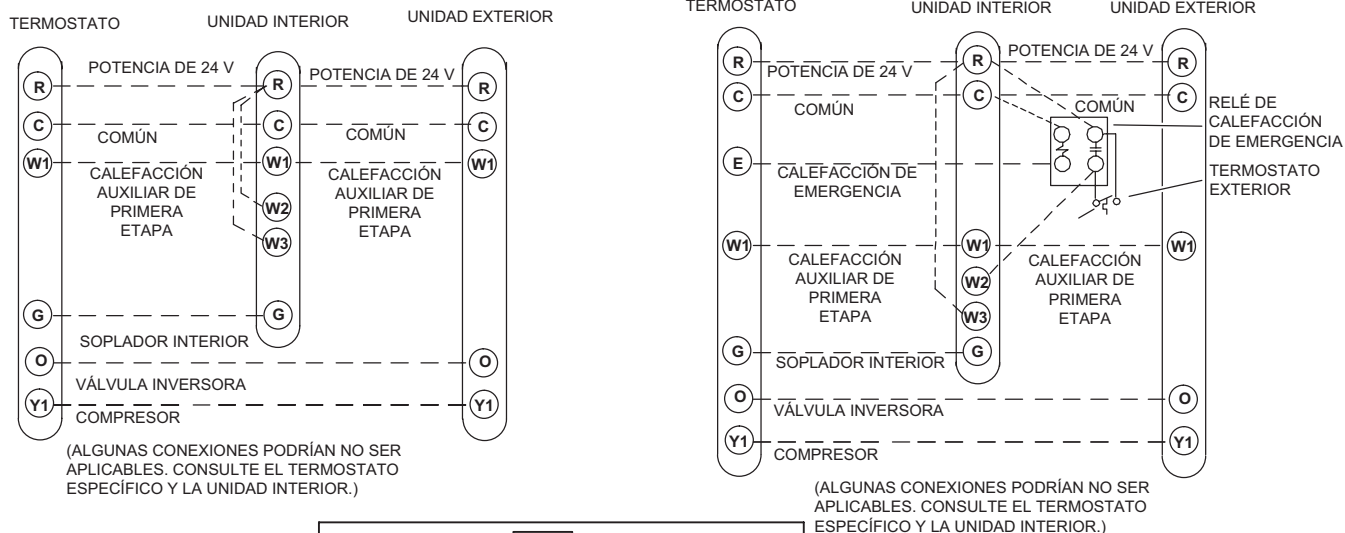 TERMOSTATO
UNIDAD INTERIOR
UNIDAD EXTERIOR
POTENCIA DE 24 V
POTENCIA DE 24 V
R
R
R
C
C
C
COMÚN
COMÚN
W1
W1
W1
CALEFACCIÓN
AUXILIAR DE
PRIMERA
ETAPA
CALEFACCIÓN
AUXILIAR DE
PRIMERA
ETAPA
W2
W3
G
G
SOPLADOR INTERIOR
O
O
VÁLVULA INVERSORA
Y1
Y1
COMPRESOR
(ALGUNAS CONEXIONES PODRÍAN NO SER
APLICABLES. CONSULTE EL TERMOSTATO
ESPECÍFICO Y LA UNIDAD INTERIOR.)
TERMOSTATO
UNIDAD INTERIOR
UNIDAD EXTERIOR
POTENCIA DE 24 V
R
R
R
POTENCIA DE 24 V
C
C
C
COMÚN
COMÚN
RELÉ DE
CALEFACCIÓN
DE EMERGENCIA
E
CALEFACCIÓN DE
EMERGENCIA
TERMOSTATO
EXTERIOR
W1
W1
W1
CALEFACCIÓN
AUXILIAR DE
PRIMERA
ETAPA
CALEFACCIÓN
AUXILIAR DE
PRIMERA
ETAPA
W2
W3
G
G
SOPLADOR INTERIOR
O
O
VÁLVULA INVERSORA
Y1
Y1
COMPRESOR
(ALGUNAS CONEXIONES PODRÍAN NO SER
APLICABLES. CONSULTE EL TERMOSTATO
ESPECÍFICO Y LA UNIDAD INTERIOR.)